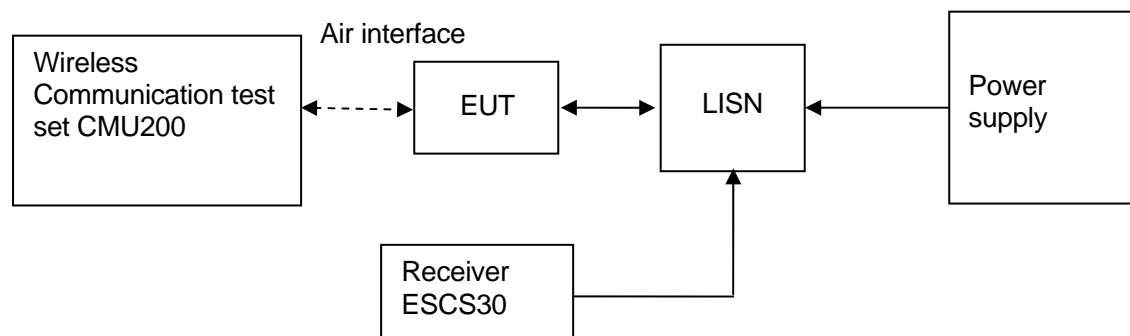 Air interface
Wireless
Communication test
set CMU200
EUT
LISN
Power
supply
Receiver
ESCS30